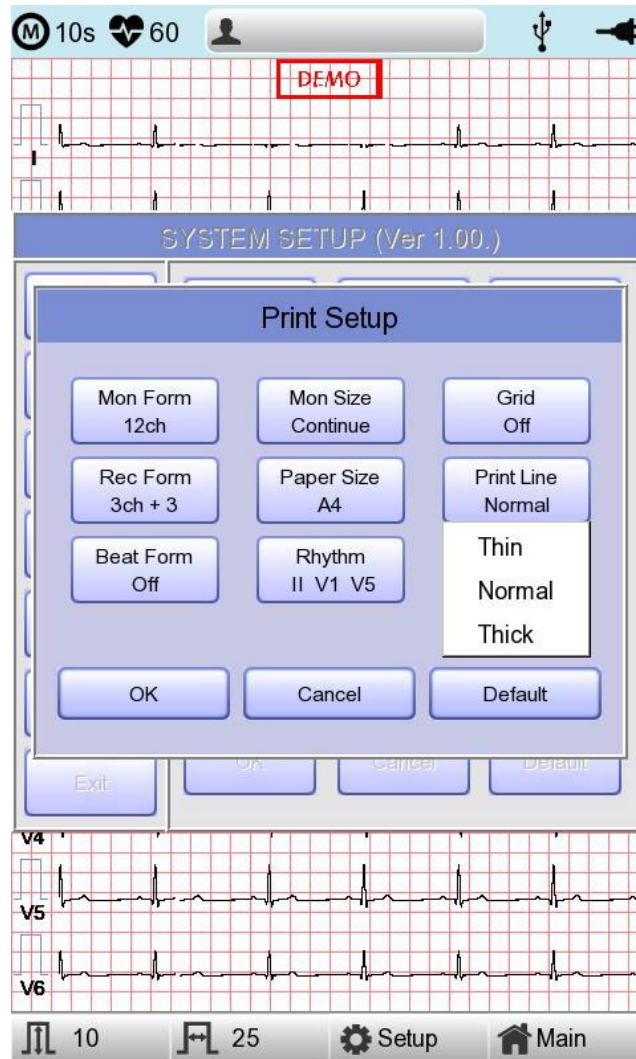 M 10s 60
DEMO
I
SYSTEM SETUP (Ver 1.00.)
Print Setup
Mon Form
12ch
Mon Size
Continue
Grid
Off
Rec Form
3ch + 3
Paper Size
A4
Print Line
Normal
Beat Form
Off
Rhythm
II V1 V5
Thin
Normal
Thick
OK
Cancel
Default
Exit
OK
Cancel
Default
V4
V5
V6
10
25
Setup
Main